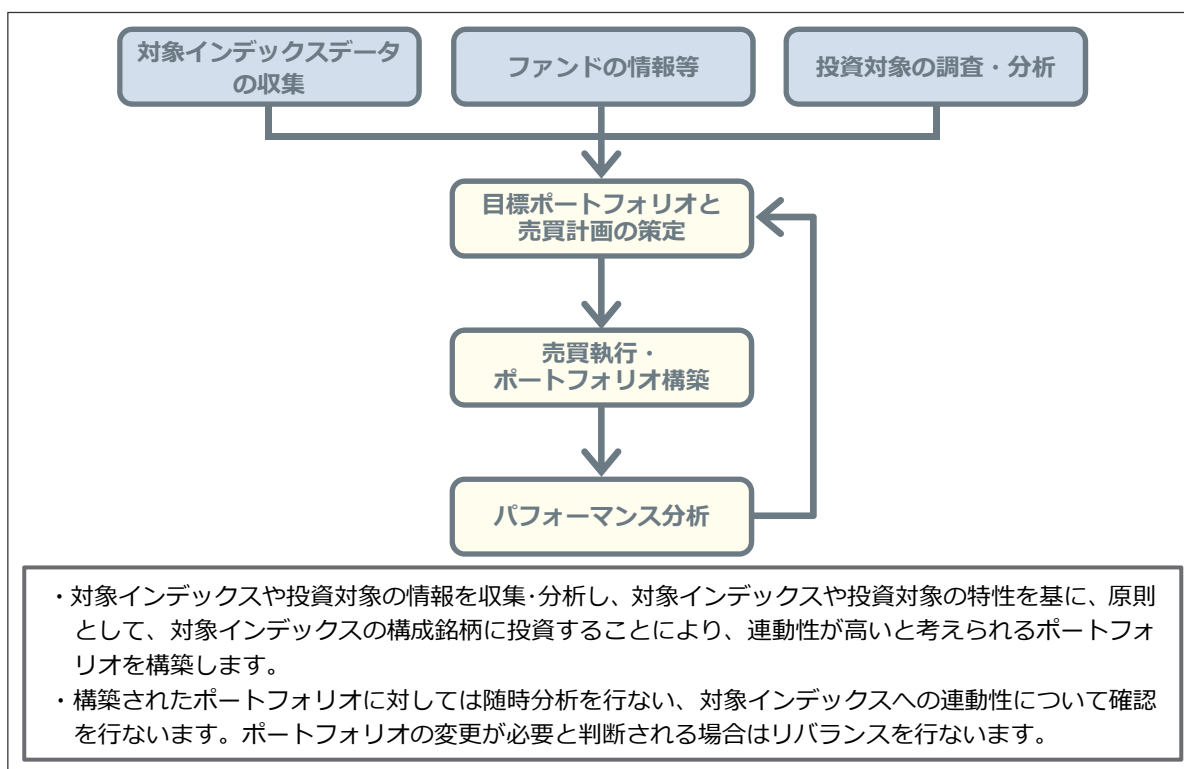 対象インデックスデータ
の収集
ファンドの情報等
投資対象の調査・分析
目標ポートフォリオと
売買計画の策定
売買執行・
ポートフォリオ構築
パフォーマンス分析
・対象インデックスや投資対象の情報を収集･分析し、対象インデックスや投資対象の特性を基に、原則
として、対象インデックスの構成銘柄に投資することにより、連動性が高いと考えられるポートフォ
リオを構築します。
・構築されたポートフォリオに対しては随時分析を行ない、対象インデックスへの連動性について確認
を行ないます。ポートフォリオの変更が必要と判断される場合はリバランスを行ないます。